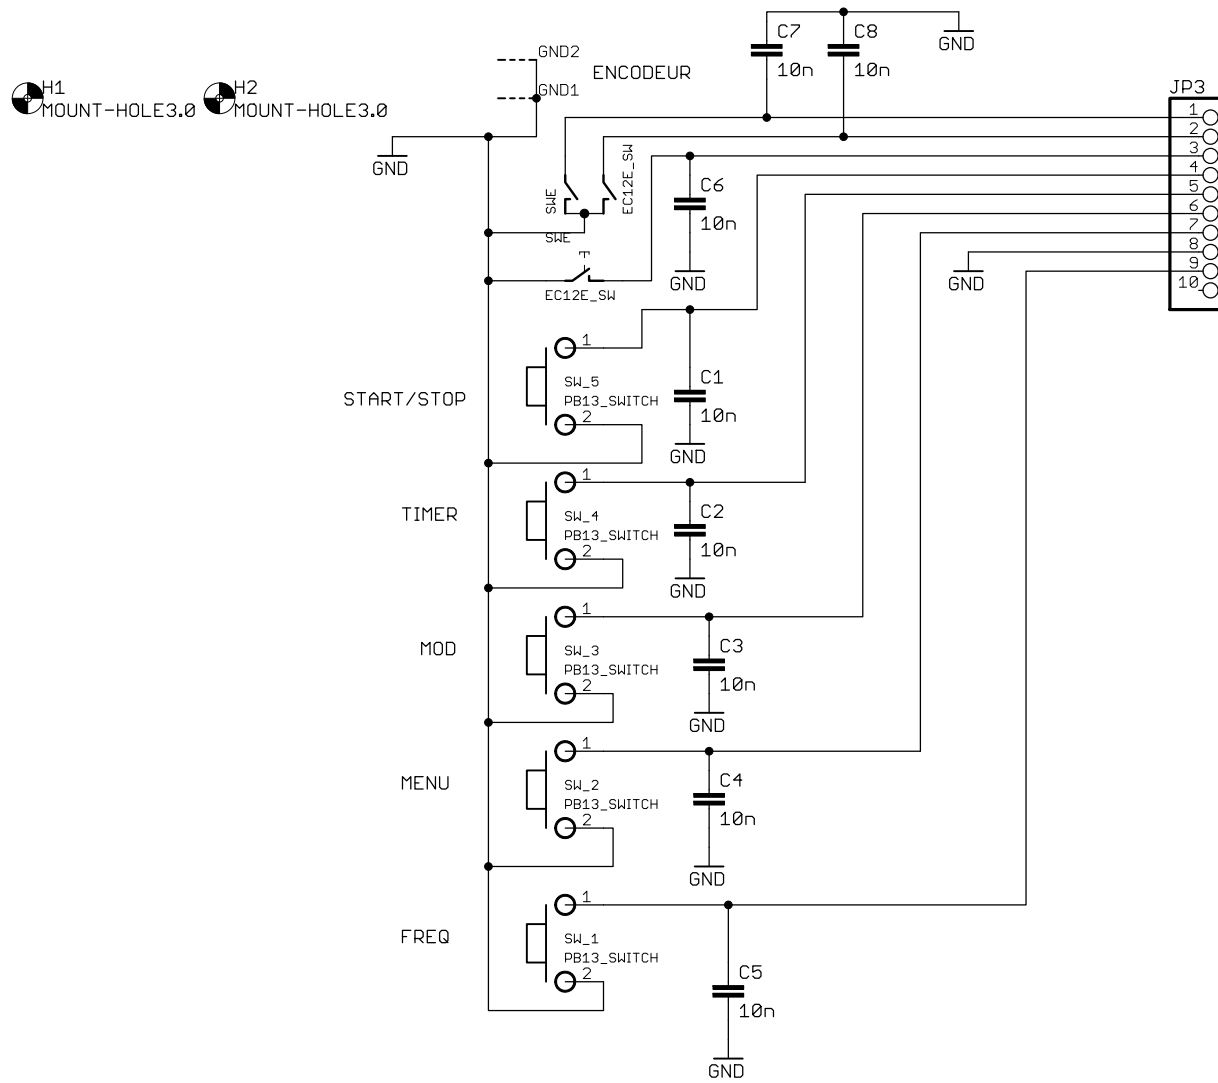 C7
C8
GND
10n
10n
GND2
ENCODEUR
GND1
H1
MOUNT-HOLE3.0
H2
MOUNT-HOLE3.0
JP3
1
2
3
4
5
6
7
8
9
10
GND
SWE
EC12E_SW
C6
10n
SWE
GND
GND
EC12E_SW
1
SW_5
PB13_SWITCH
2
START/STOP
C1
10n
GND
1
SW_4
PB13_SWITCH
2
TIMER
C2
10n
GND
1
SW_3
PB13_SWITCH
2
MOD
C3
10n
GND
1
SW_2
PB13_SWITCH
2
MENU
C4
10n
GND
1
SW_1
PB13_SWITCH
2
FREQ
C5
10n
GND